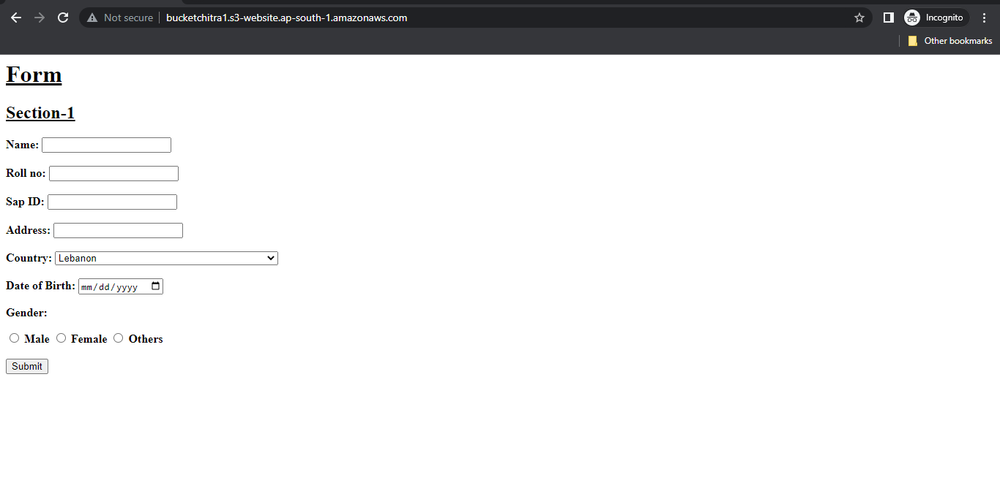 Not secure bucketchitra1.s3-website.ap-south-1.amazonaws.com Incognito
Other bookmarks
Form
Section-1
Name:
Roll no:
Sap ID:
Address:
Country: Lebanon
Date of Birth: mm/dd/yyyy
Gender:
Male Female Others
Submit